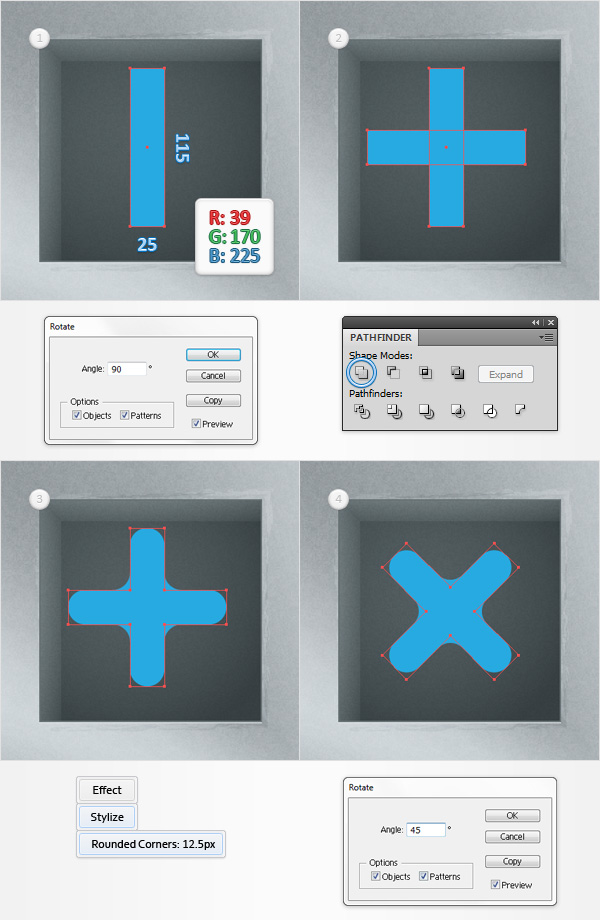 1
115
25
R: 39
G: 170
B: 225
2
Rotate
Angle: 90 °
OK
Cancel
Copy
Options
Objects Patterns
Preview
PATHFINDER
Shape Modes:
Expand
Pathfinders:
3
4
Effect
Stylize
Rounded Corners: 12.5px
Rotate
Angle: 45 °
OK
Cancel
Copy
Options
Objects Patterns
Preview